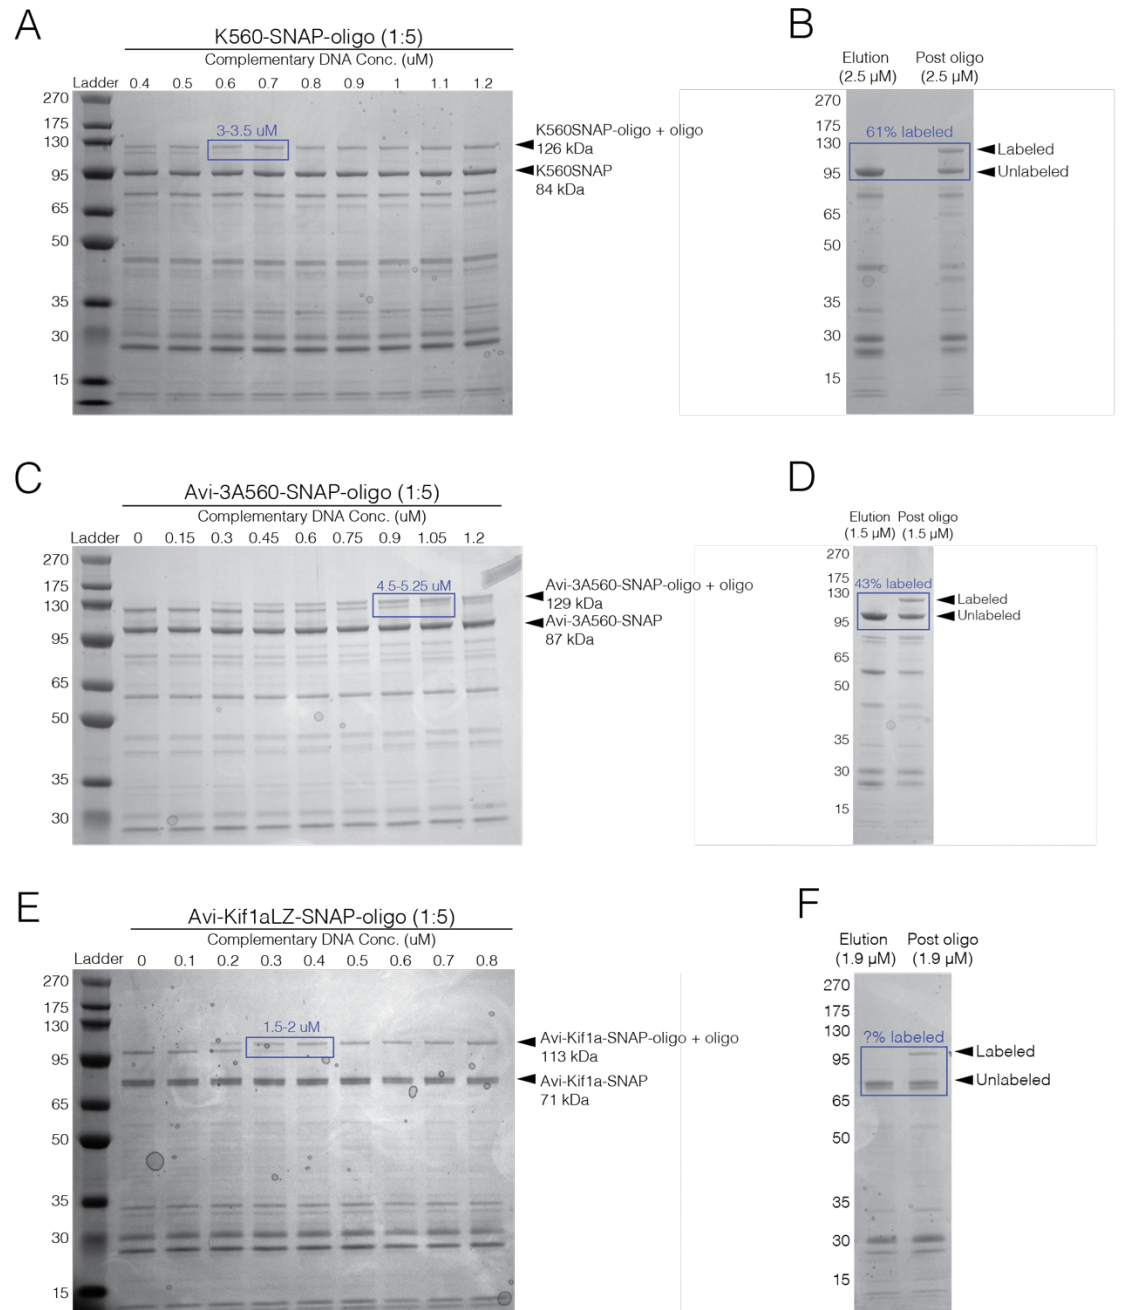 A
K560-SNAP-oligo (1:5)
Complementary DNA Conc. (uM)
Ladder 0.4 0.5 0.6 0.7 0.8 0.9 1 1.1 1.2
270
175
130
95
65
50
35
30
15
3-3.5 uM
K560SNAP-oligo + oligo
126 kDa
K560SNAP
84 kDa
B
Elution Post oligo
(2.5 µM) (2.5 µM)
270
175
130
95
65
50
35
30
15
61% labeled
Labeled
Unlabeled
C
Avi-3A560-SNAP-oligo (1:5)
Complementary DNA Conc. (uM)
Ladder 0 0.15 0.3 0.45 0.6 0.75 0.9 1.05 1.2
270
175
130
95
65
50
35
30
4.5-5.25 uM
Avi-3A560-SNAP-oligo + oligo
129 kDa
Avi-3A560-SNAP
87 kDa
D
Elution Post oligo
(1.5 µM) (1.5 µM)
270
175
130
95
65
50
35
30
15
43% labeled
Labeled
Unlabeled
E
Avi-Kif1aLZ-SNAP-oligo (1:5)
Complementary DNA Conc. (uM)
Ladder 0 0.1 0.2 0.3 0.4 0.5 0.6 0.7 0.8
270
175
130
95
65
50
35
30
15
1.5-2 uM
Avi-Kif1a-SNAP-oligo + oligo
113 kDa
Avi-Kif1a-SNAP
71 kDa
F
Elution Post oligo
(1.9 µM) (1.9 µM)
270
175
130
95
65
50
35
30
15
?% labeled
Labeled
Unlabeled